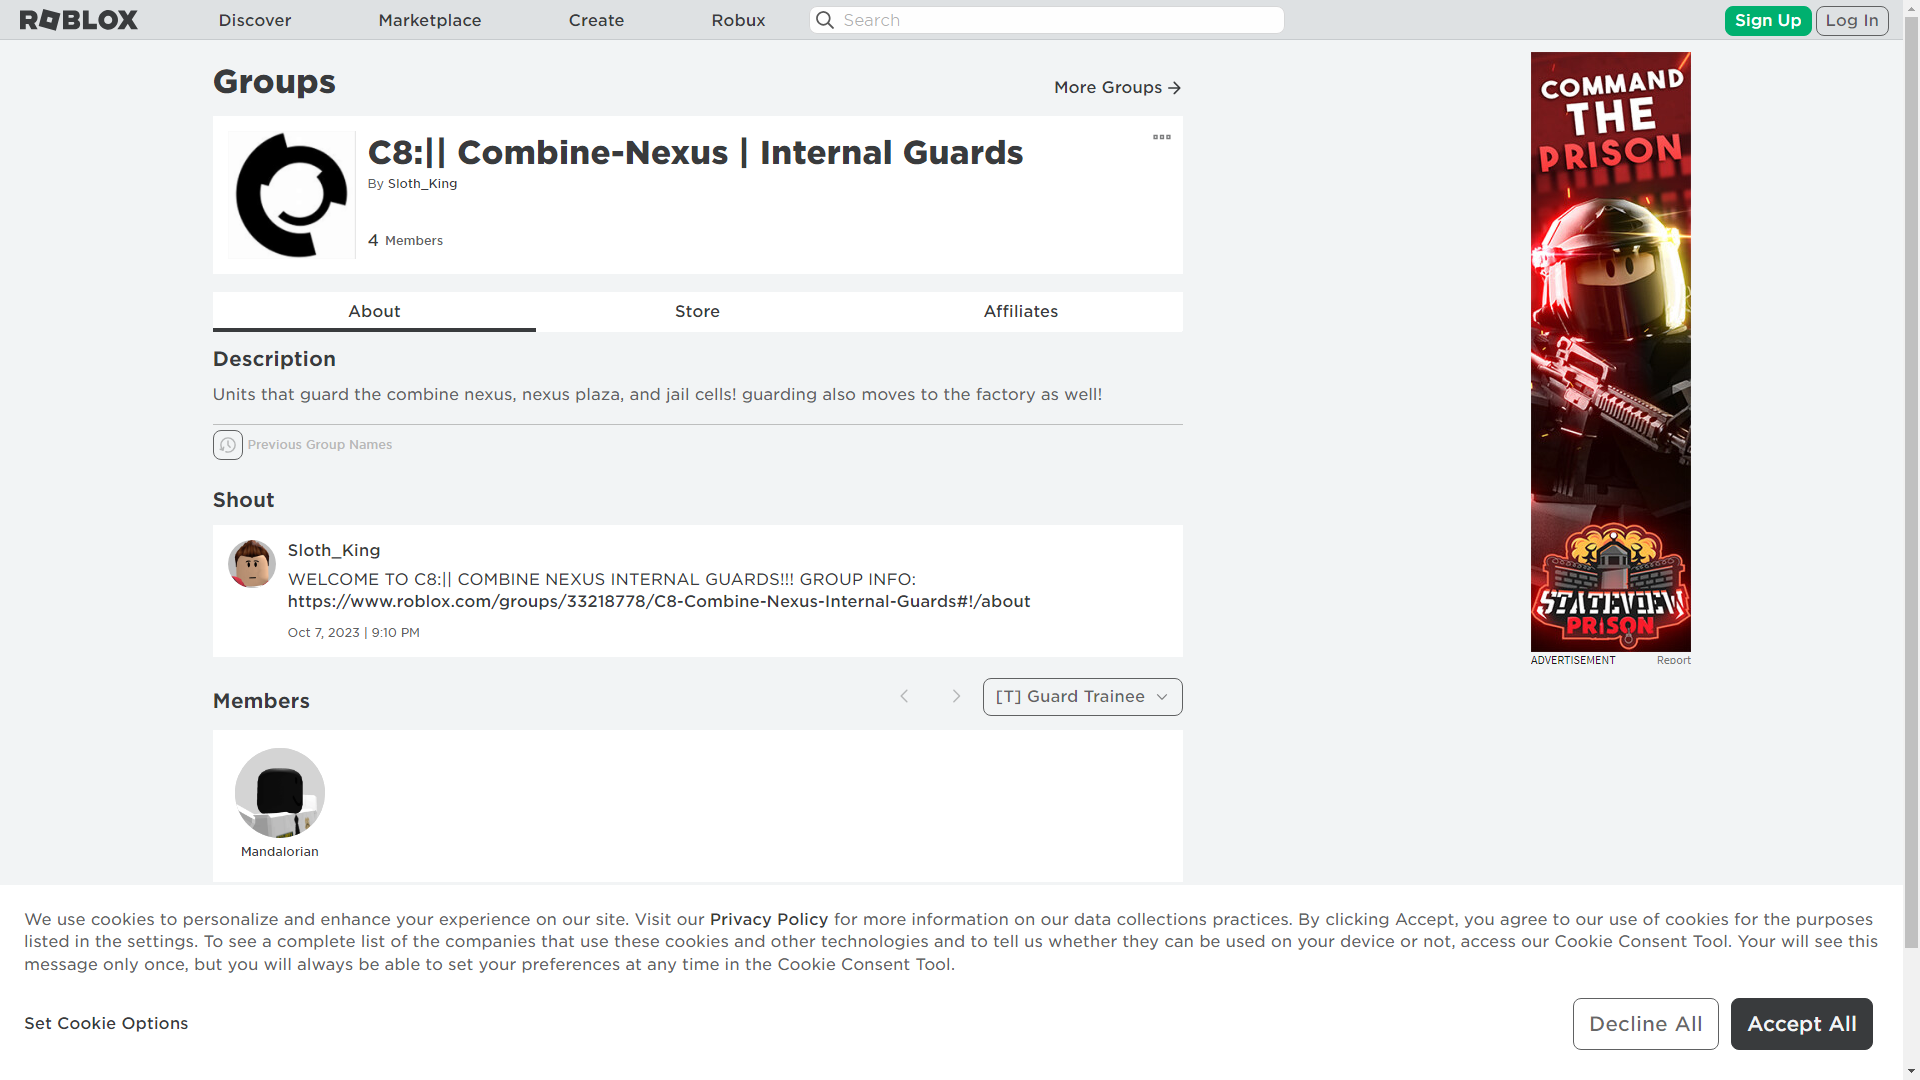 ROBLOX
Discover
Marketplace
Create
Robux
Search
Sign Up
Log In
Groups
More Groups
C8:|| Combine-Nexus | Internal Guards
By Sloth_King
4 Members
About
Store
Affiliates
Description
Units that guard the combine nexus, nexus plaza, and jail cells! guarding also moves to the factory as well!
Previous Group Names
Shout
Sloth_King
WELCOME TO C8:|| COMBINE NEXUS INTERNAL GUARDS!!! GROUP INFO:
https://www.roblox.com/groups/33218778/C8-Combine-Nexus-Internal-Guards#!/about
Oct 7, 2023 | 9:10 PM
Members
[T] Guard Trainee
Mandalorian
COMMAND
THE
PRISON
STATEVIEW
PRISON
ADVERTISEMENT
Report
We use cookies to personalize and enhance your experience on our site. Visit our Privacy Policy for more information on our data collections practices. By clicking Accept, you agree to our use of cookies for the purposes
listed in the settings. To see a complete list of the companies that use these cookies and other technologies and to tell us whether they can be used on your device or not, access our Cookie Consent Tool. Your will see this
message only once, but you will always be able to set your preferences at any time in the Cookie Consent Tool.
Set Cookie Options
Decline All
Accept All